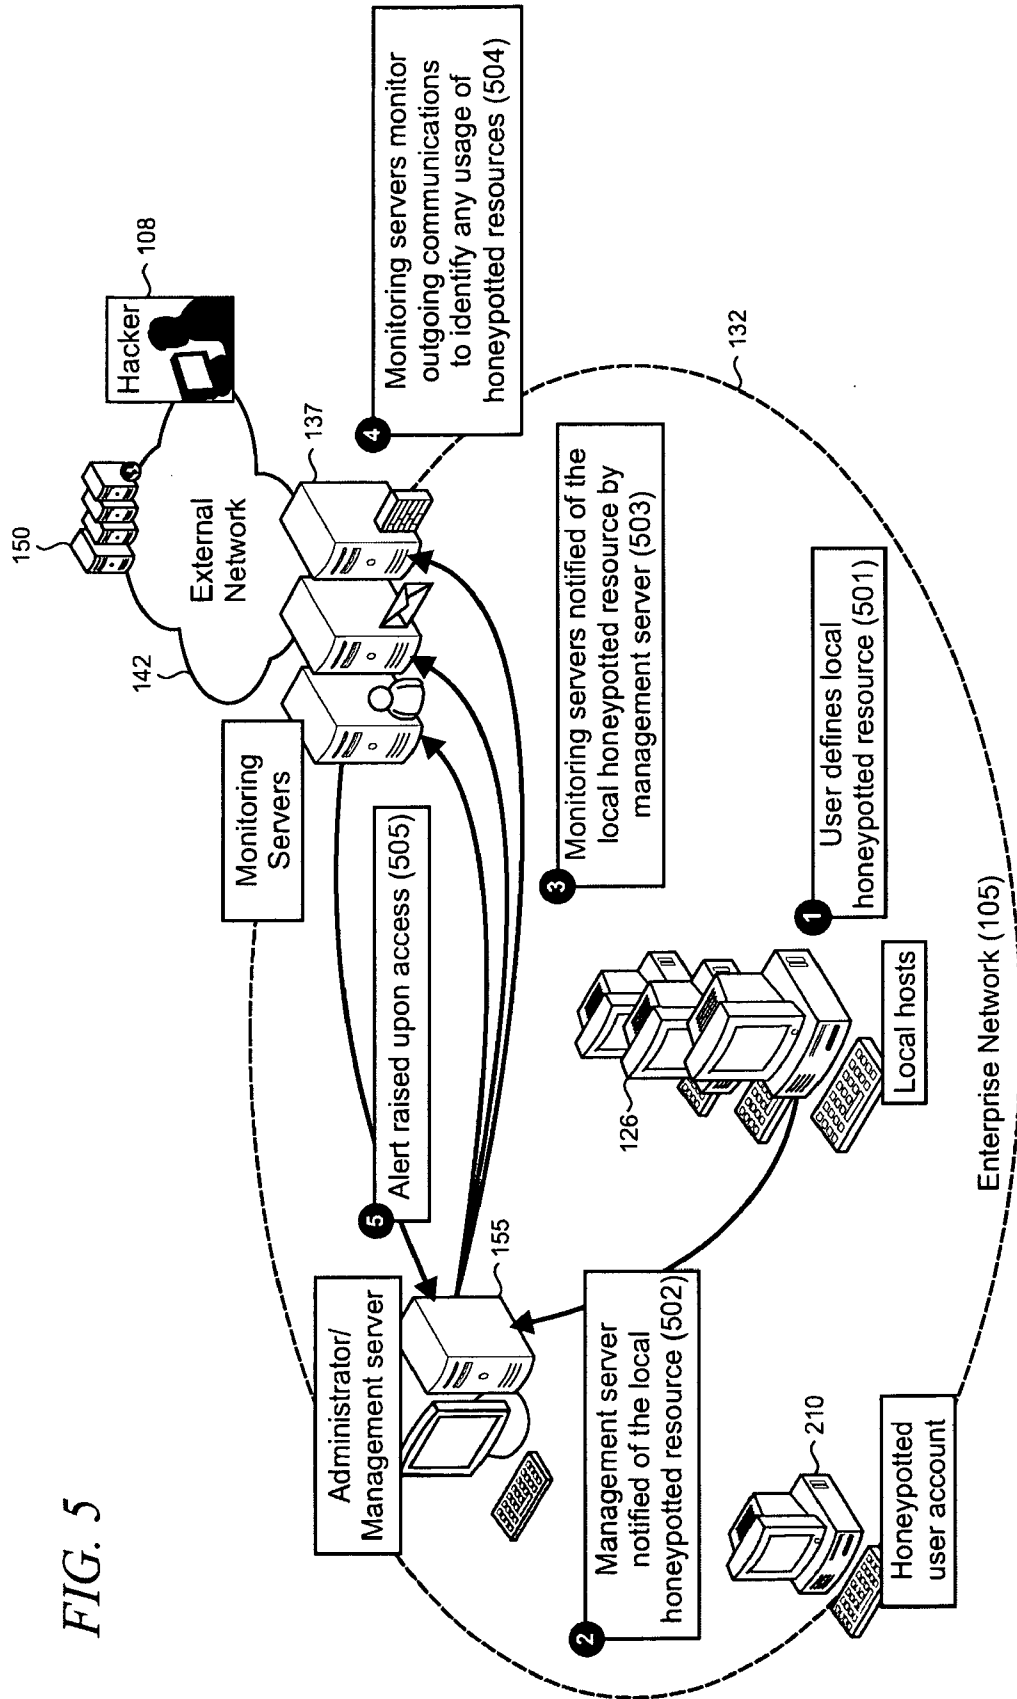 FIG. 5
Administrator/
Management server
155
5
Alert raised upon access (505)
Monitoring
Servers
142
150
External
Network
Hacker
108
137
4
Monitoring servers monitor
outgoing communications
to identify any usage of
honeypotted resources (504)
132
3
Monitoring servers notified of the
local honeypotted resource by
management server (503)
2
Management server
notified of the local
honeypotted resource (502)
126
Local hosts
1
User defines local
honeypotted resource (501)
210
Honeypotted
user account
Enterprise Network (105)